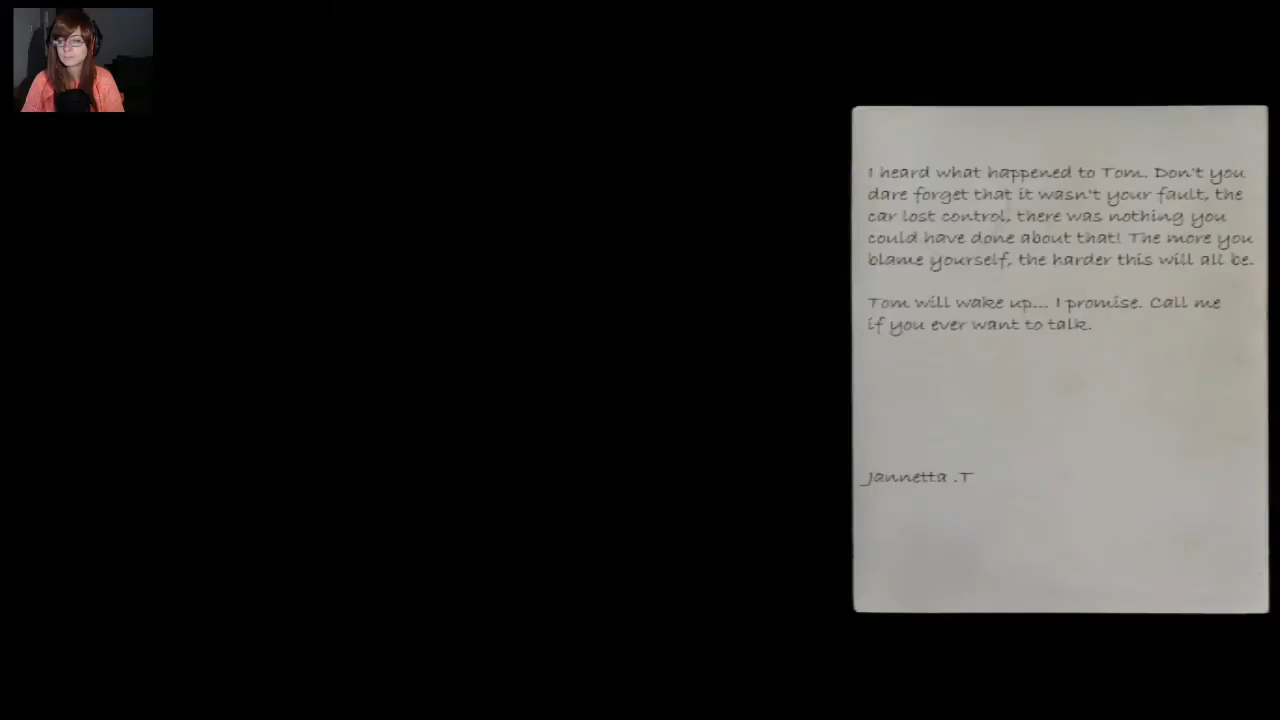 I heard what happened to Tom. Don't you
dare forget that it wasn't your fault, the
car lost control, there was nothing you
could have done about that! The more you
blame yourself, the harder this will all be.
Tom will wake up... I promise. Call me
if you ever want to talk.
Jannetta .T